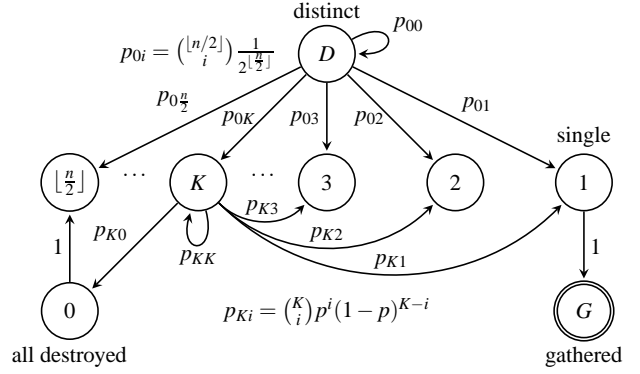 distinct
D
p_{00}
p_{0i} = \binom{\lfloor n/2 \rfloor}{i} \frac{1}{2^{\lfloor \frac{n}{2} \rfloor}}
p_{0\frac{n}{2}} p_{0K} p_{03} p_{02} p_{01}
single
\lfloor \frac{n}{2} \rfloor ... K ... 3 2 1
p_{K3}
1 p_{K0} p_{KK} p_{K2} p_{K1} 1
0 p_{Ki} = \binom{K}{i} p^i (1-p)^{K-i} G
all destroyed gathered